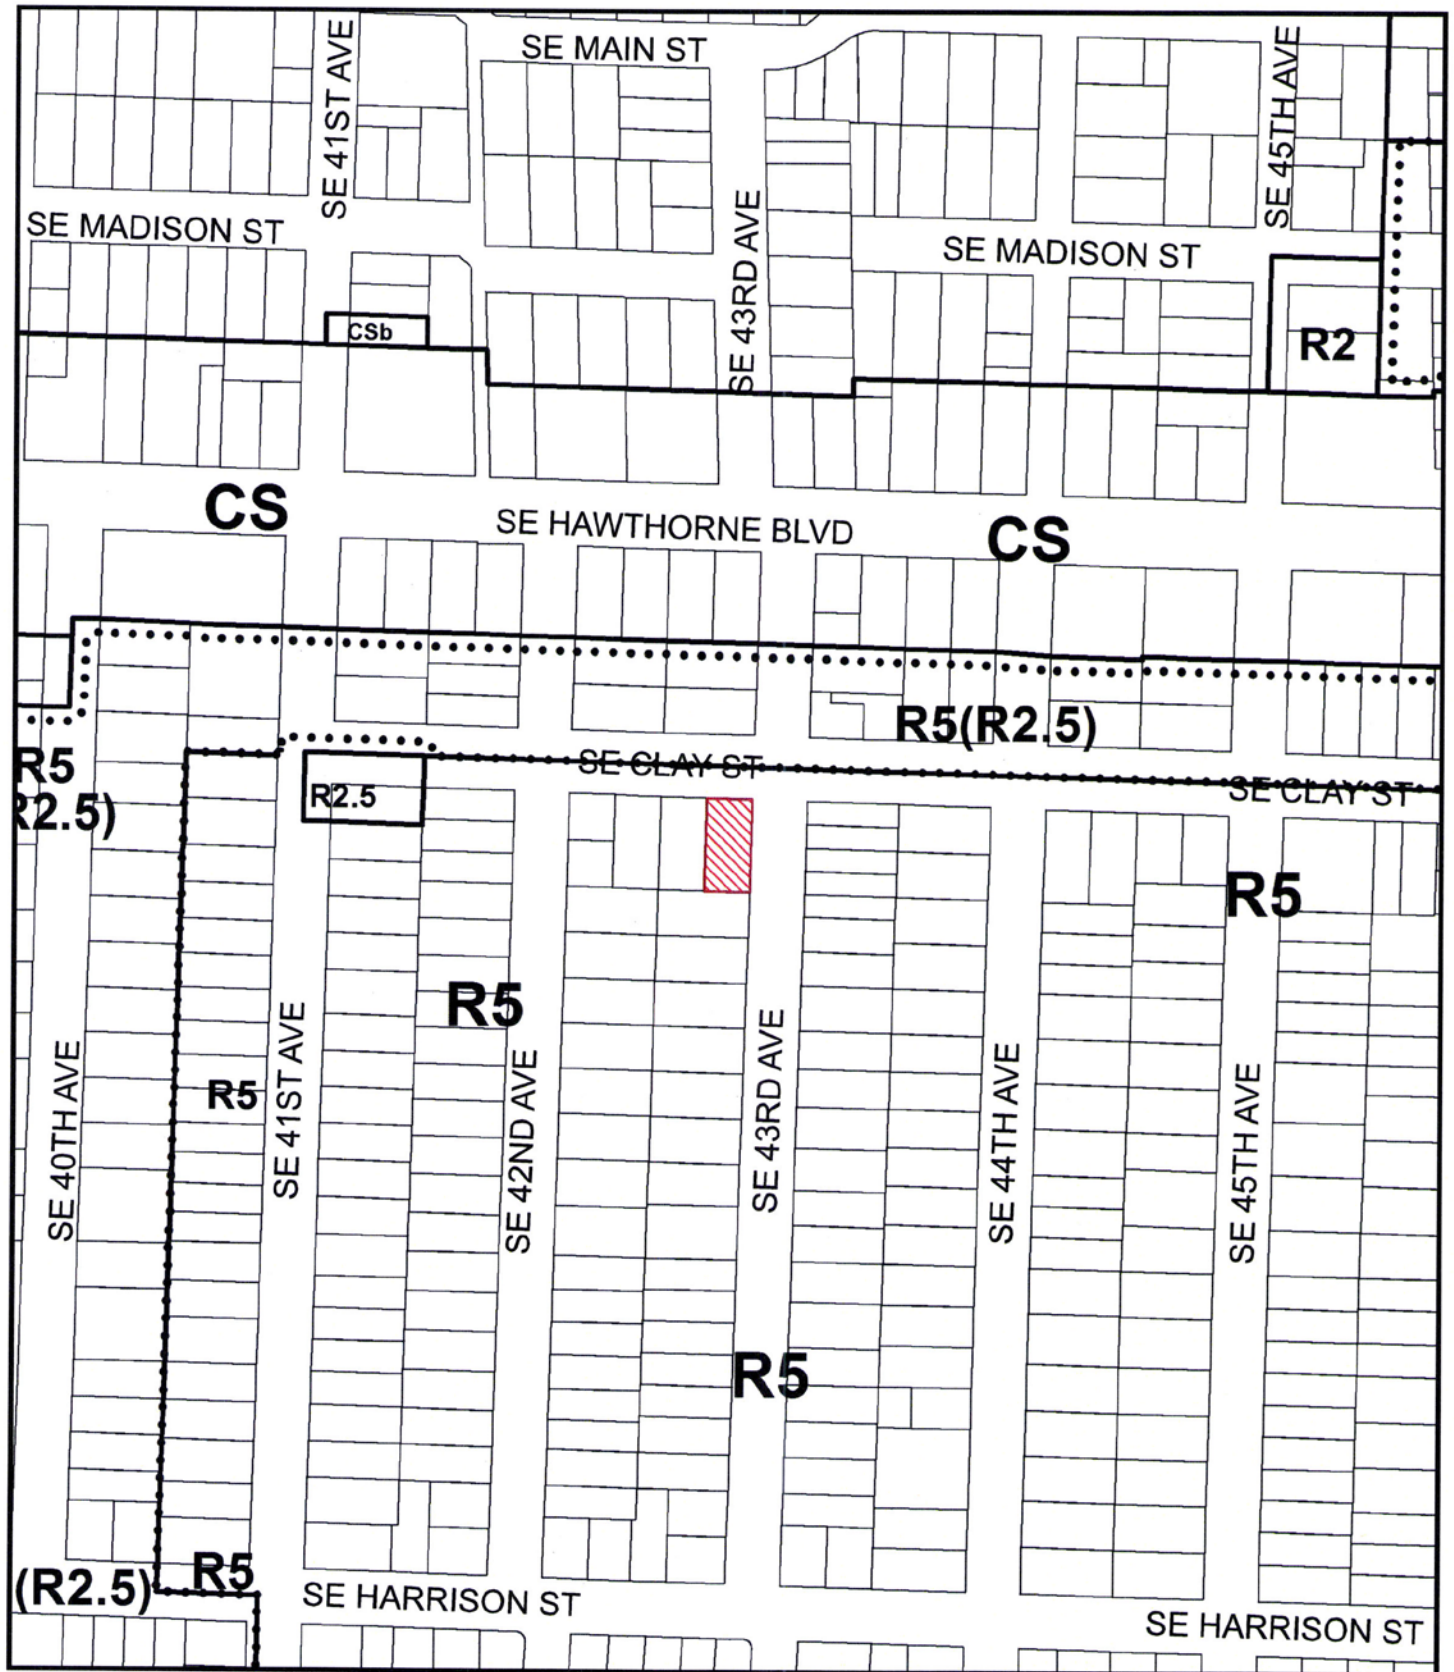 SE MAIN ST
SE 41ST AVE
SE 45TH AVE
SE MADISON ST
SE 43RD AVE
SE MADISON ST
CSb
R2
CS
SE HAWTHORNE BLVD
CS
R5(R2.5)
R5
R2.5)
SE CLAY ST
SE CLAY ST
R2.5
R5
R5
R5
SE 40TH AVE
SE 41ST AVE
SE 42ND AVE
SE 43RD AVE
SE 44TH AVE
SE 45TH AVE
R5
(R2.5)
R5
SE HARRISON ST
SE HARRISON ST